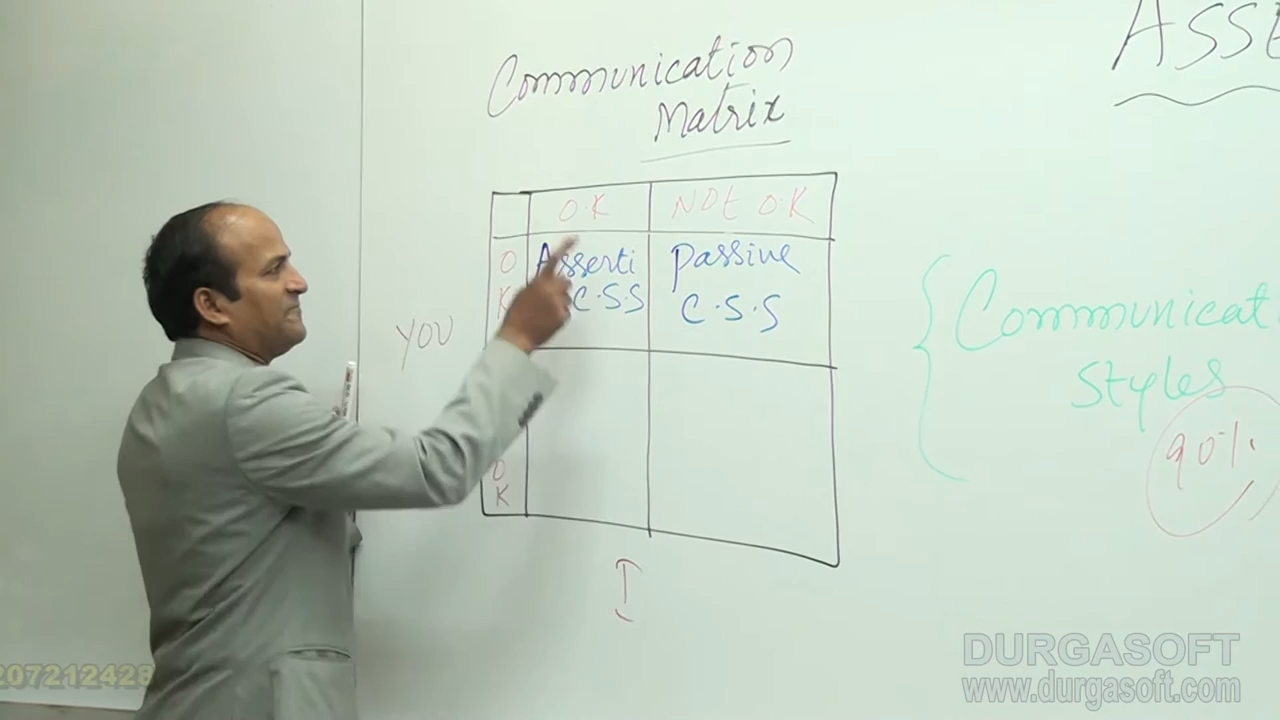 Communication
Matrix
ASSE
O.K
NOT O.K
O
K
Asserti
C.S.S
Passive
C.S.S
YOU
O
K
I
{ Communicat
Styles
90%
207212428
DURGASOFT
www.durgasoft.com